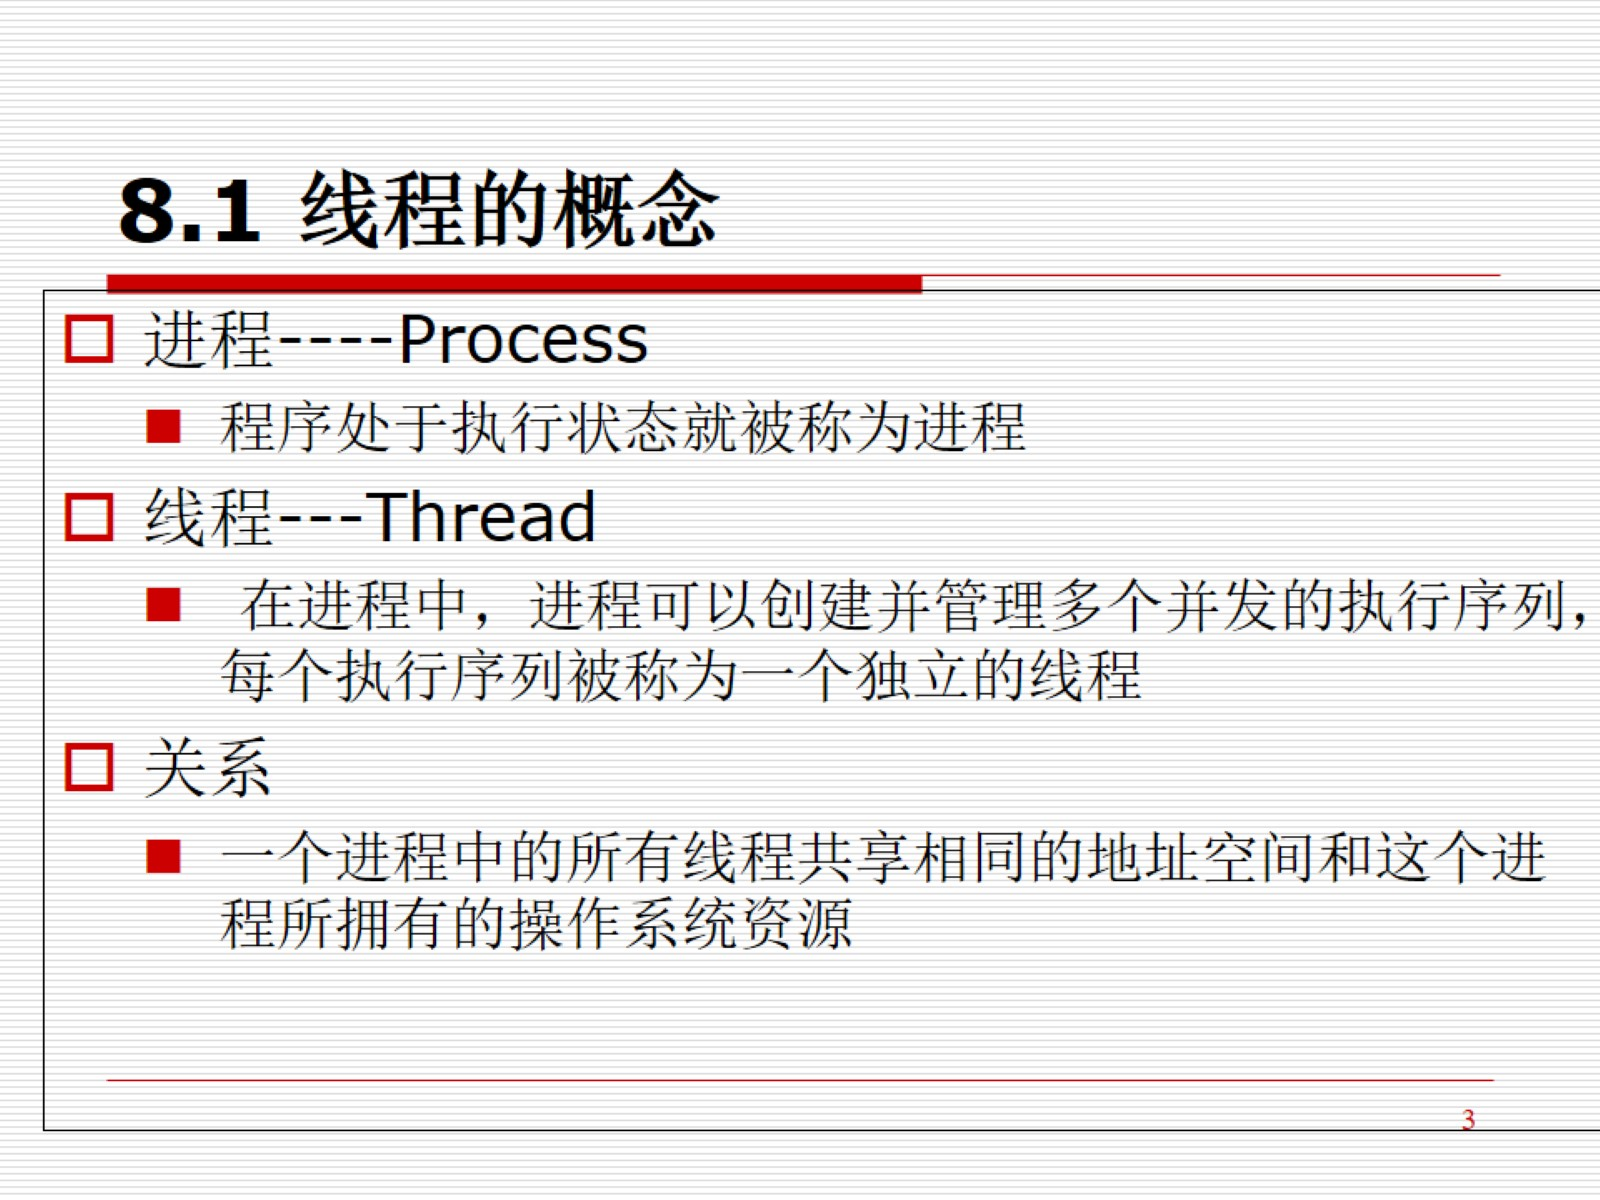 8.1 线程的概念
进程----Process
程序处于执行状态就被称为进程
线程---Thread
在进程中，进程可以创建并管理多个并发的执行序列，
每个执行序列被称为一个独立的线程
关系
一个进程中的所有线程共享相同的地址空间和这个进
程所拥有的操作系统资源
3